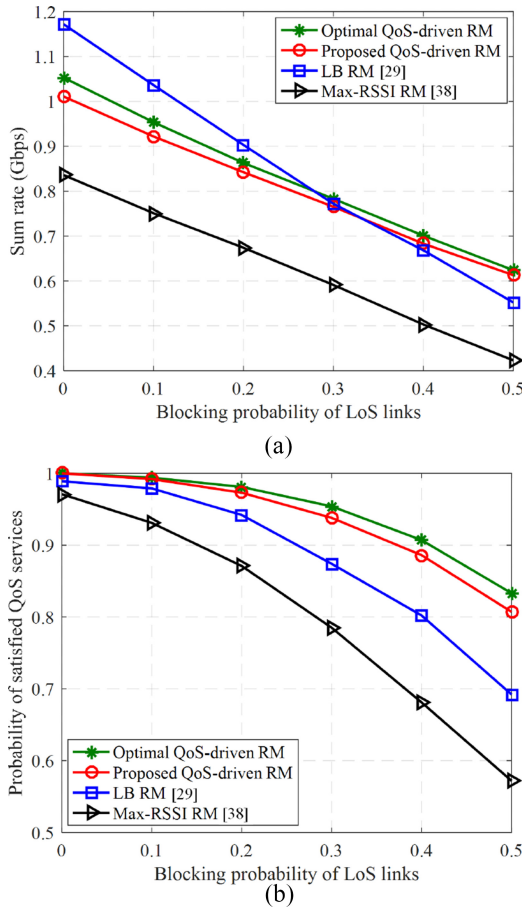 1.2
1.1
1
0.9
0.8
0.7
0.6
0.5
0.4
Sum rate (Gbps)
Optimal QoS-driven RM
Proposed QoS-driven RM
LB RM [29]
Max-RSSI RM [38]
0 0.1 0.2 0.3 0.4 0.5
Blocking probability of LoS links
(a)
1
0.9
0.8
0.7
0.6
0.5
Probability of satisfied QoS services
Optimal QoS-driven RM
Proposed QoS-driven RM
LB RM [29]
Max-RSSI RM [38]
0 0.1 0.2 0.3 0.4 0.5
Blocking probability of LoS links
(b)